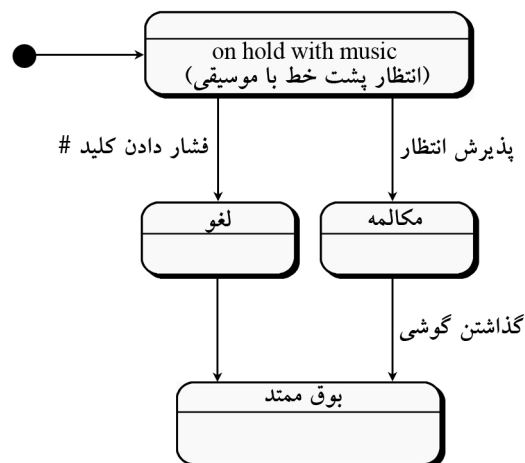 on hold with music
(انتظار پشت خط با موسیقی)
فشار دادن کلید #
پذیرش انتظار
لغو
مکالمه
گذاشتن گوشی
بوق ممتد